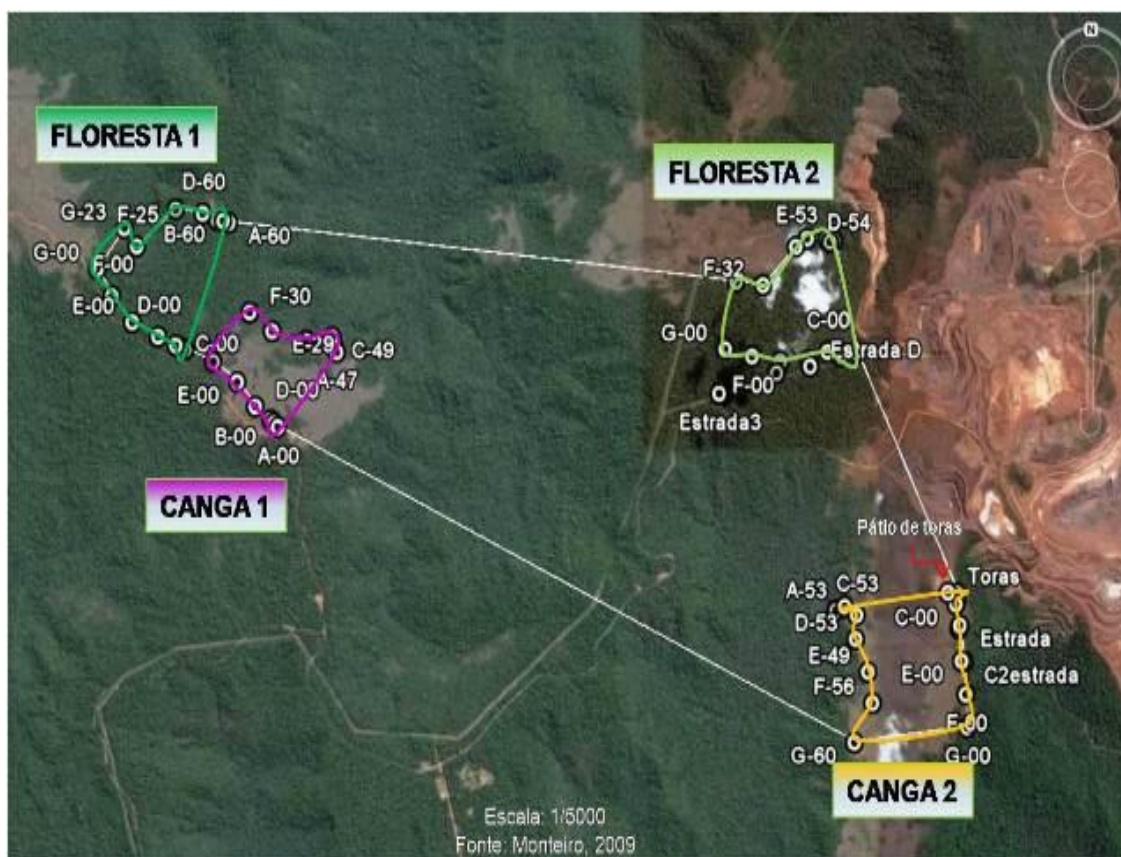 N
FLORESTA 1
D-60
G-23
F-25
B-60
A-60
G-00
F-00
E-00
D-00
C-00
F-30
E-29
C-49
A-47
D-00
E-00
B-00
A-00
CANGA 1
FLORESTA 2
E-53
D-54
F-32
C-00
G-00
Estrada D
F-00
Estrada3
Pátio de toras
A-53
C-53
Toras
C-00
D-53
Estrada
E-49
E-00
C2estrada
F-56
F-00
G-60
G-00
CANGA 2
Escala: 1/5000
Fonte: Monteiro, 2009